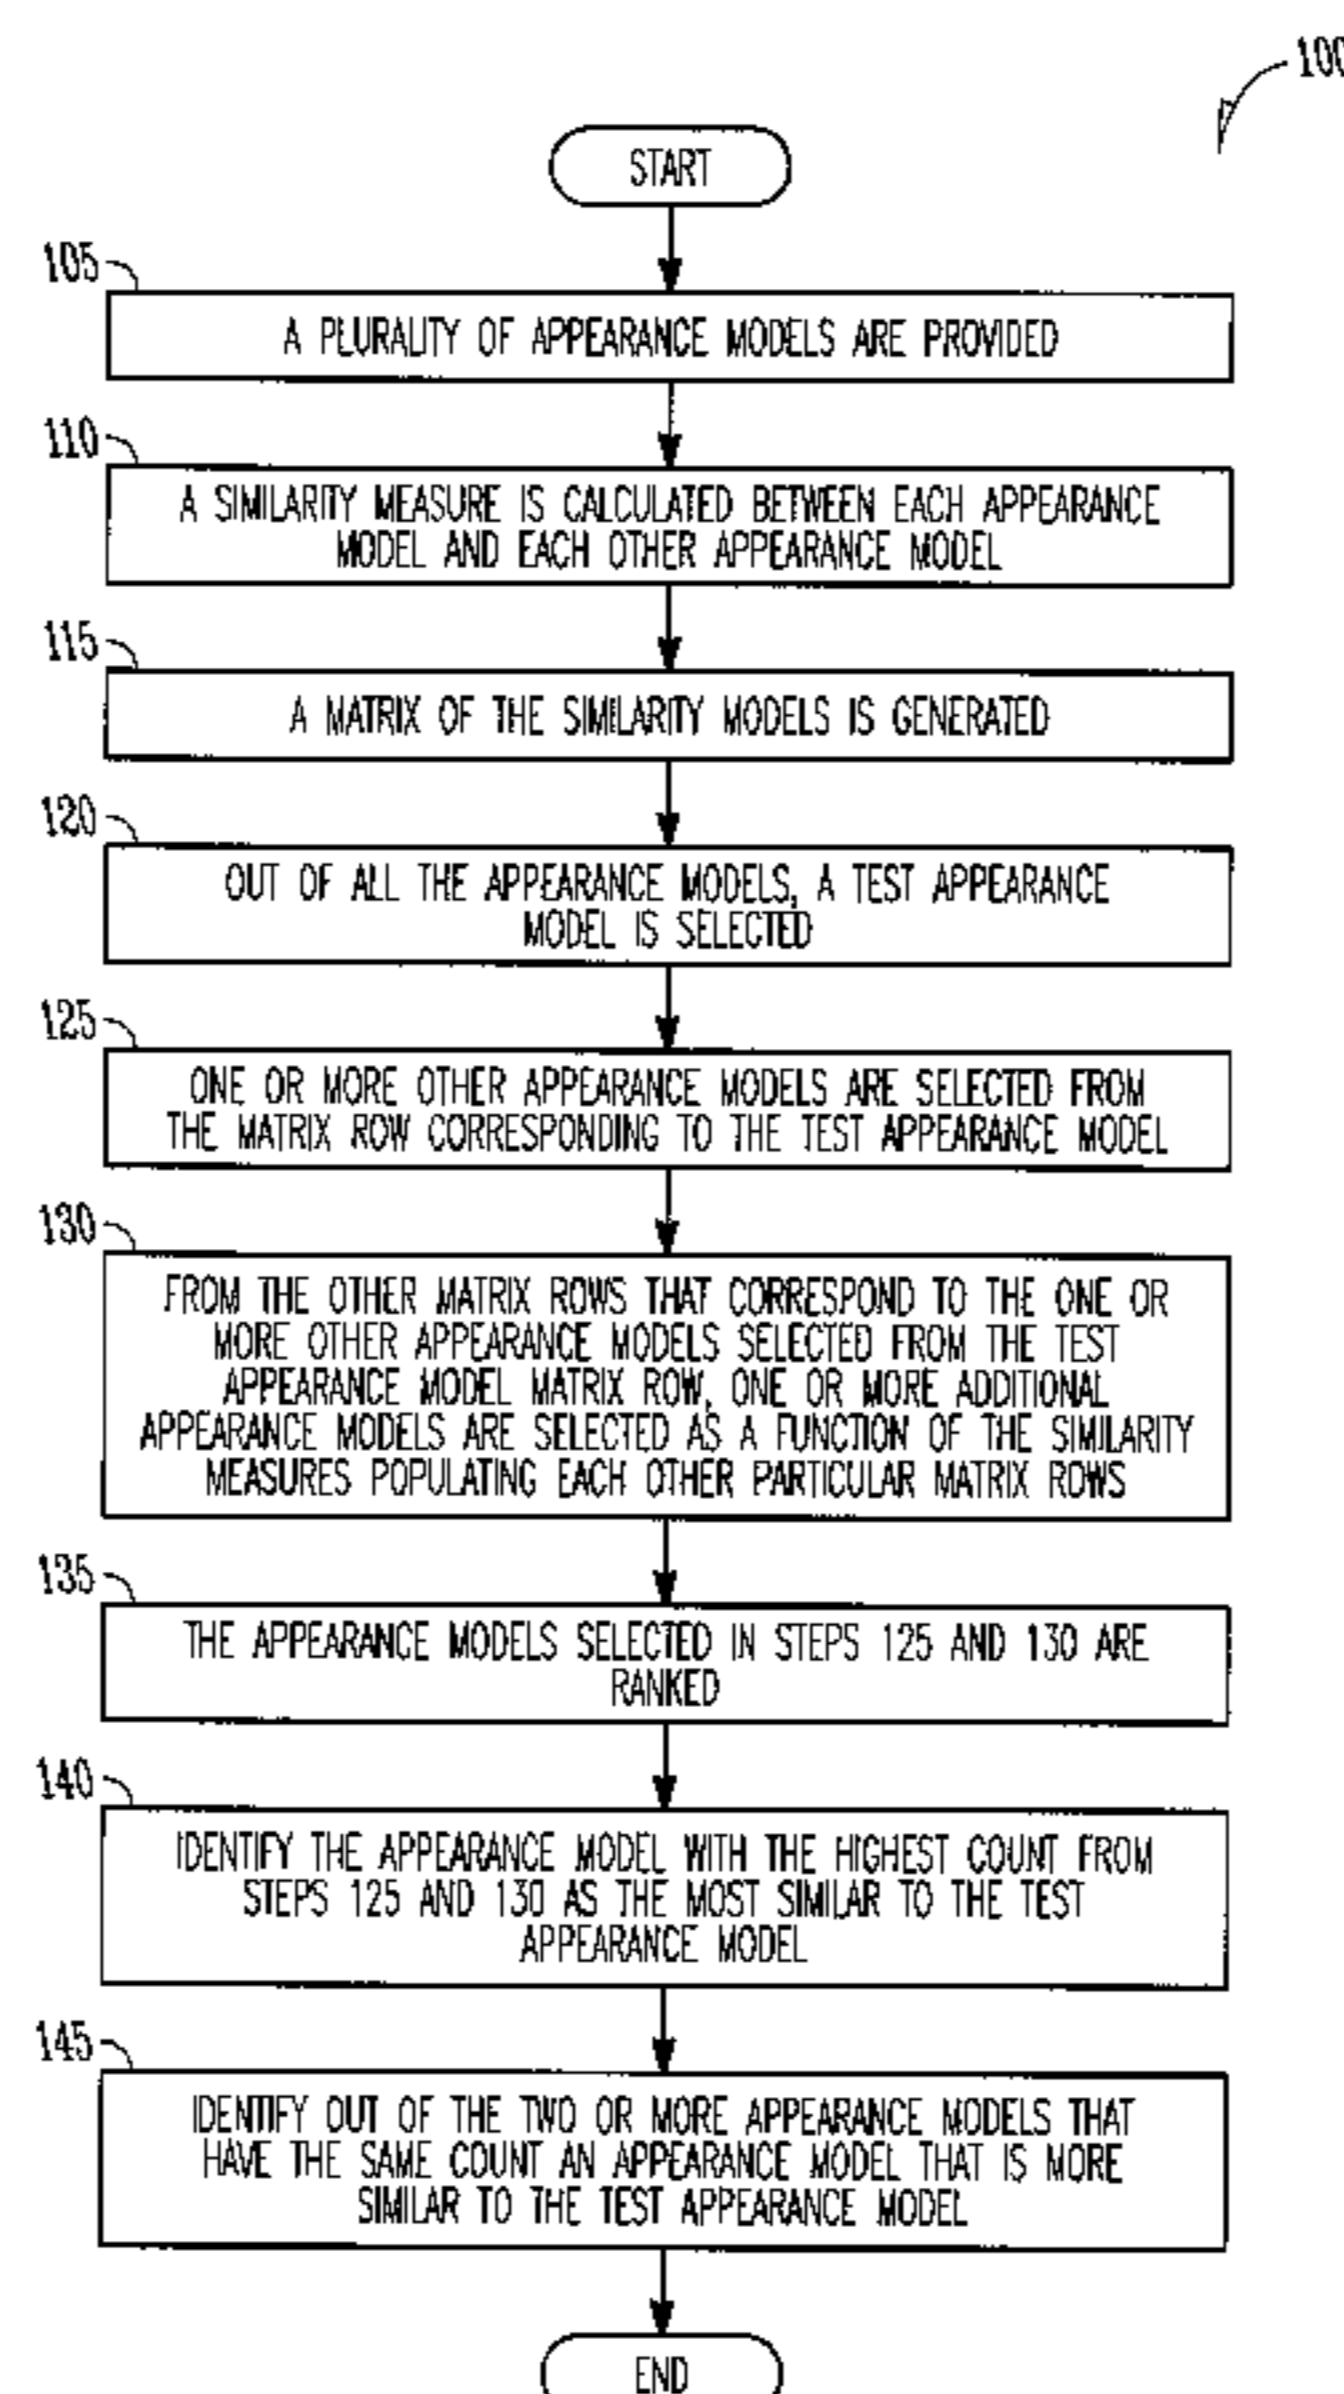 100
START
105
A PLURALITY OF APPEARANCE MODELS ARE PROVIDED
110
A SIMILARITY MEASURE IS CALCULATED BETWEEN EACH APPEARANCE
MODEL AND EACH OTHER APPEARANCE MODEL
115
A MATRIX OF THE SIMILARITY MODELS IS GENERATED
120
OUT OF ALL THE APPEARANCE MODELS, A TEST APPEARANCE
MODEL IS SELECTED
125
ONE OR MORE OTHER APPEARANCE MODELS ARE SELECTED FROM
THE MATRIX ROW CORRESPONDING TO THE TEST APPEARANCE MODEL
130
FROM THE OTHER MATRIX ROWS THAT CORRESPOND TO THE ONE OR
MORE OTHER APPEARANCE MODELS SELECTED FROM THE TEST
APPEARANCE MODEL MATRIX ROW, ONE OR MORE ADDITIONAL
APPEARANCE MODELS ARE SELECTED AS A FUNCTION OF THE SIMILARITY
MEASURES POPULATING EACH OTHER PARTICULAR MATRIX ROWS
135
THE APPEARANCE MODELS SELECTED IN STEPS 125 AND 130 ARE
RANKED
140
IDENTIFY THE APPEARANCE MODEL WITH THE HIGHEST COUNT FROM
STEPS 125 AND 130 AS THE MOST SIMILAR TO THE TEST
APPEARANCE MODEL
145
IDENTIFY OUT OF THE TWO OR MORE APPEARANCE MODELS THAT
HAVE THE SAME COUNT AN APPEARANCE MODEL THAT IS MORE
SIMILAR TO THE TEST APPEARANCE MODEL
END